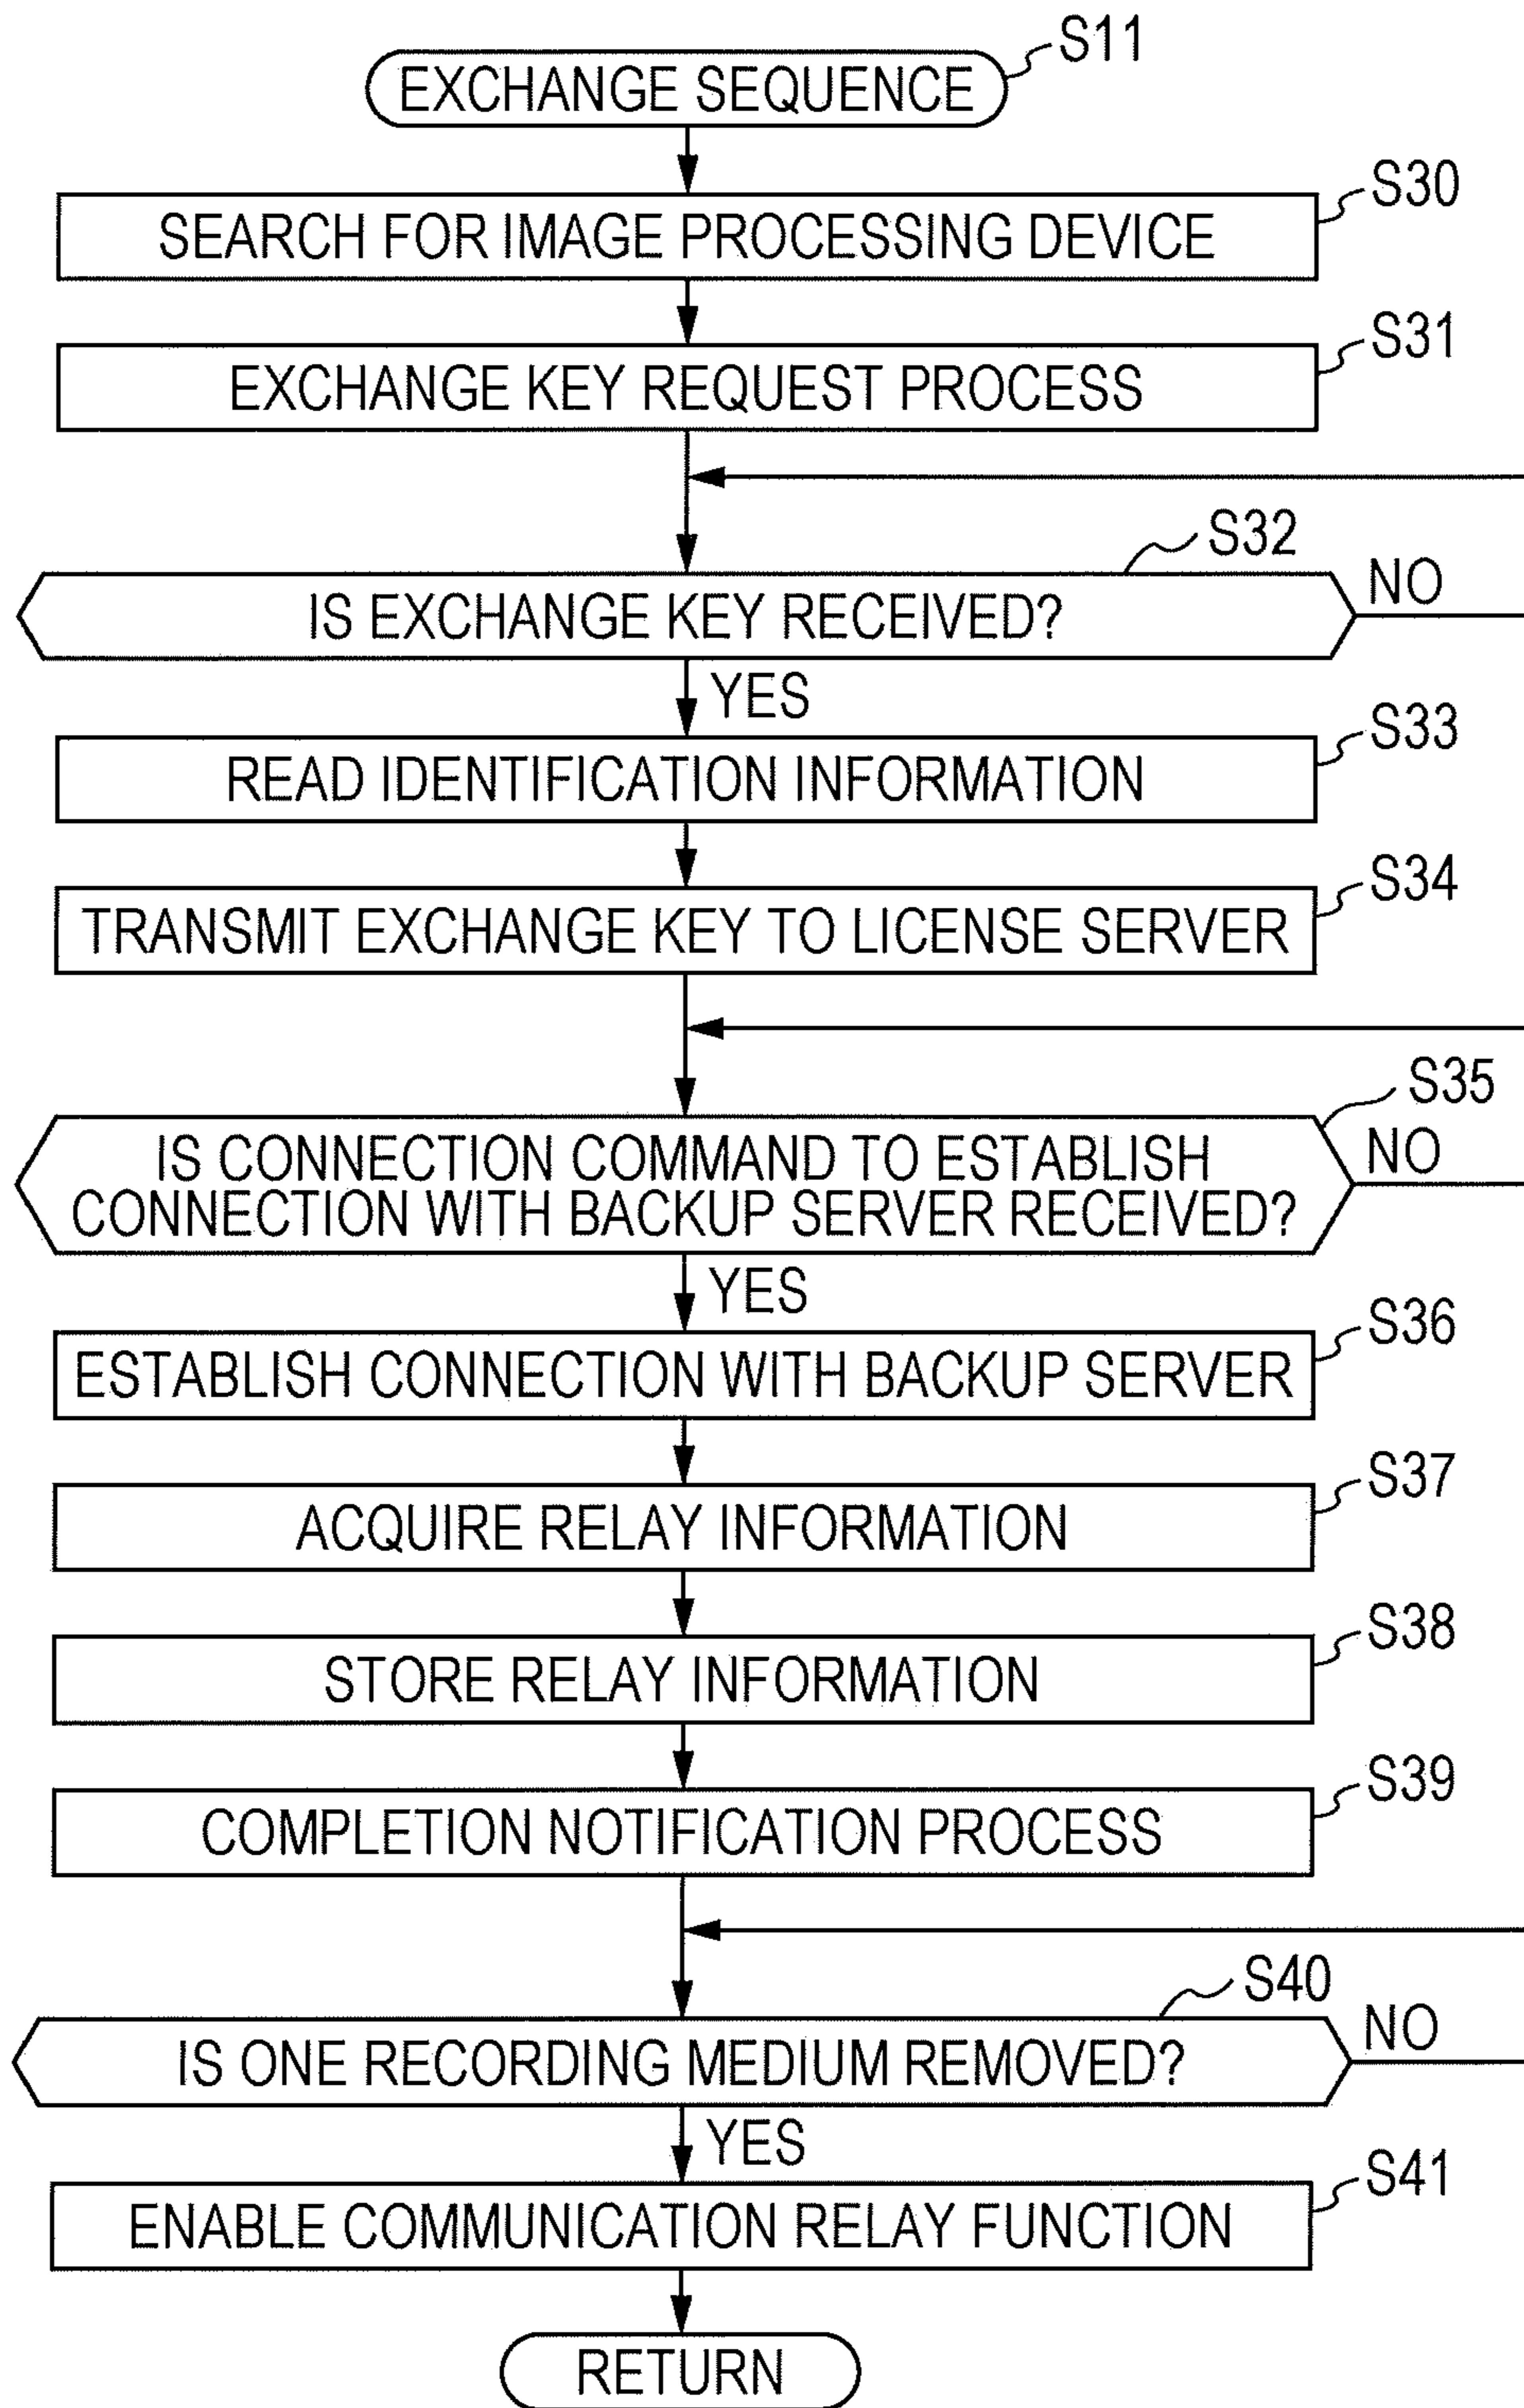 S11
EXCHANGE SEQUENCE
S30
SEARCH FOR IMAGE PROCESSING DEVICE
S31
EXCHANGE KEY REQUEST PROCESS
S32
IS EXCHANGE KEY RECEIVED?
NO
YES
S33
READ IDENTIFICATION INFORMATION
S34
TRANSMIT EXCHANGE KEY TO LICENSE SERVER
S35
IS CONNECTION COMMAND TO ESTABLISH
CONNECTION WITH BACKUP SERVER RECEIVED?
NO
YES
S36
ESTABLISH CONNECTION WITH BACKUP SERVER
S37
ACQUIRE RELAY INFORMATION
S38
STORE RELAY INFORMATION
S39
COMPLETION NOTIFICATION PROCESS
S40
IS ONE RECORDING MEDIUM REMOVED?
NO
YES
S41
ENABLE COMMUNICATION RELAY FUNCTION
RETURN